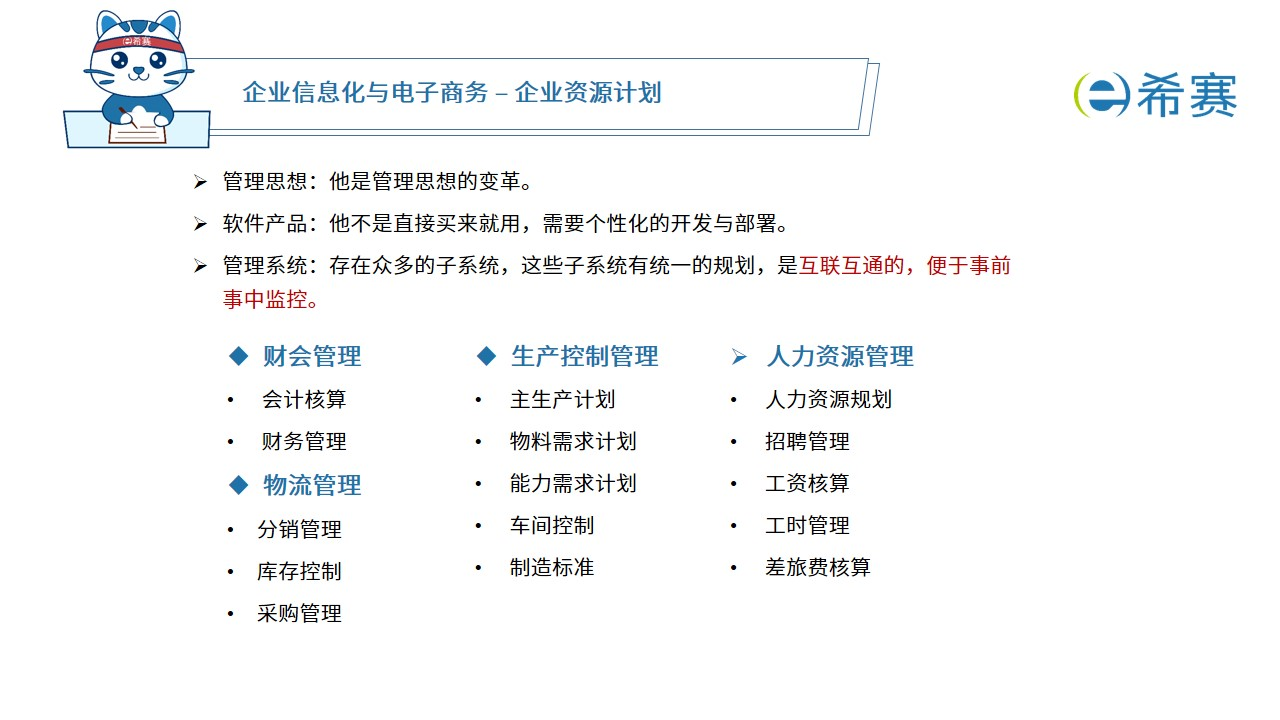 企业信息化与电子商务 – 企业资源计划
希赛
希赛
➢ 管理思想：他是管理思想的变革。
➢ 软件产品：他不是直接买来就用，需要个性化的开发与部署。
➢ 管理系统：存在众多的子系统，这些子系统有统一的规划，是互联互通的，便于事前
事中监控。
◆ 财会管理
• 会计核算
• 财务管理
◆ 物流管理
• 分销管理
• 库存控制
• 采购管理
◆ 生产控制管理
• 主生产计划
• 物料需求计划
• 能力需求计划
• 车间控制
• 制造标准
➢ 人力资源管理
• 人力资源规划
• 招聘管理
• 工资核算
• 工时管理
• 差旅费核算